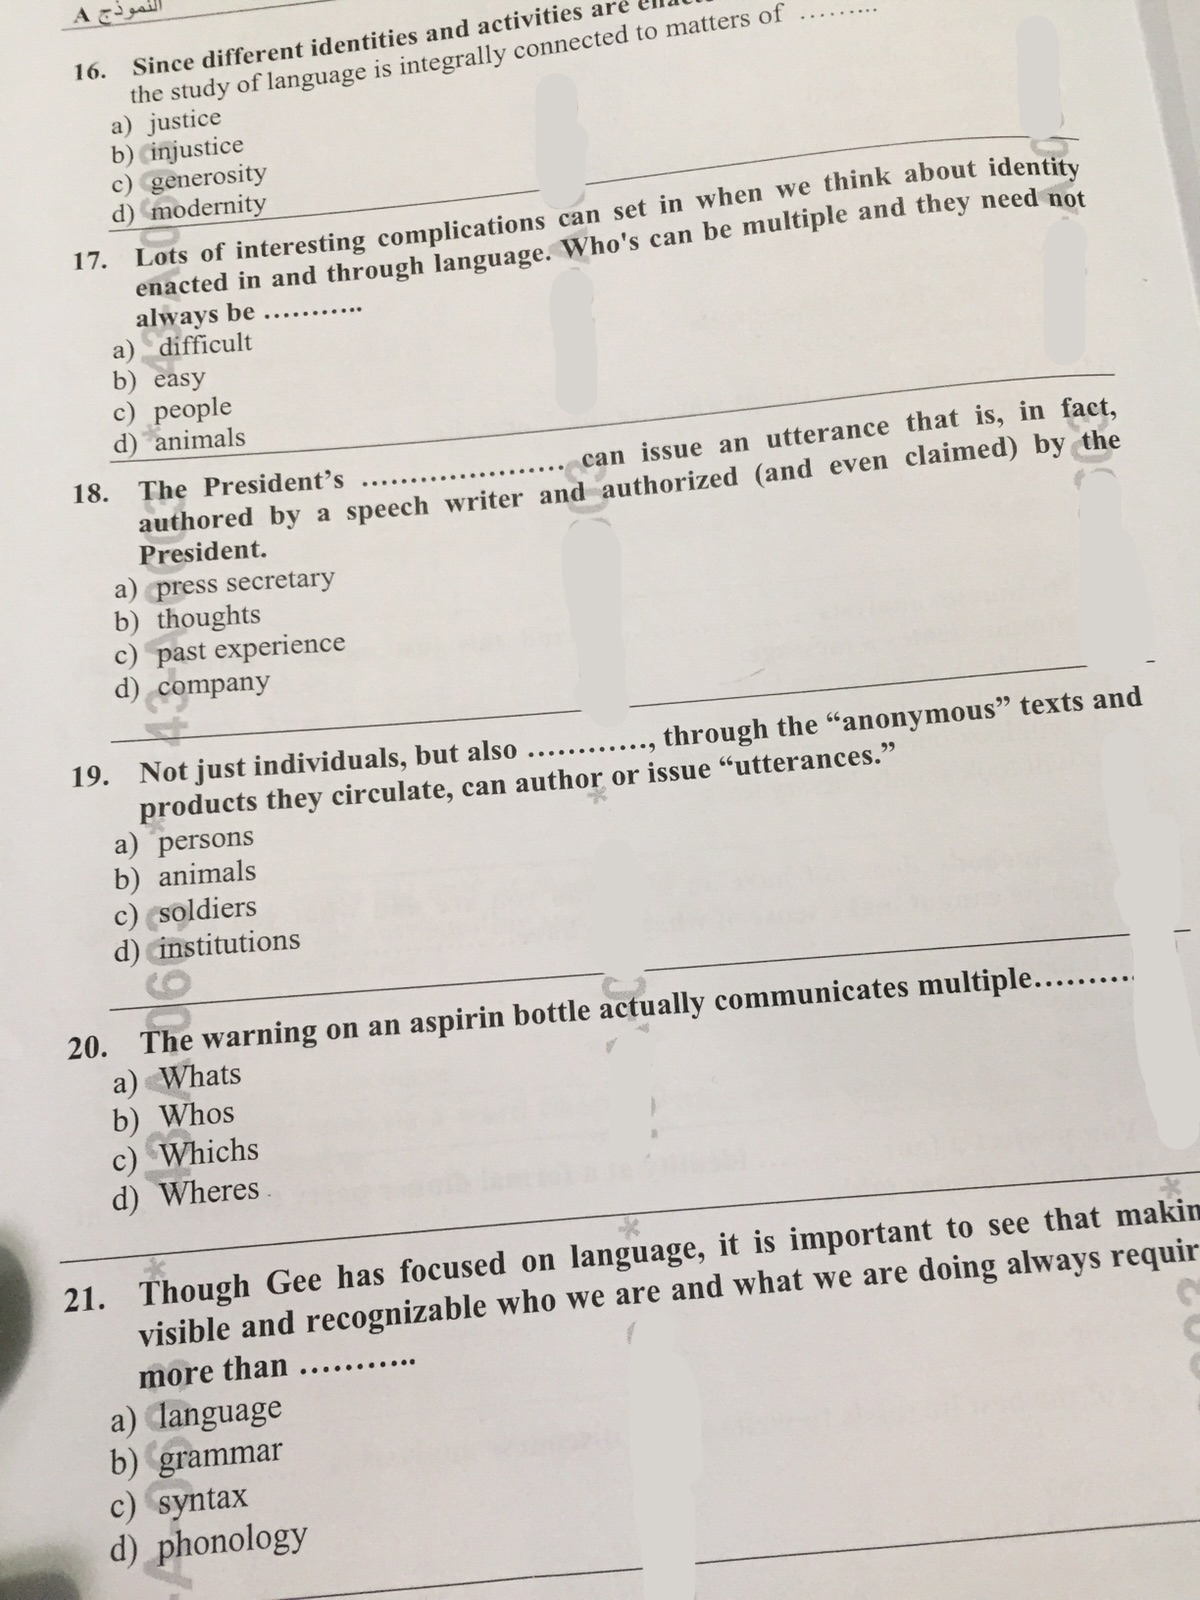 النموذج A
16. Since different identities and activities are
the study of language is integrally connected to matters of .........
a) justice
b) injustice
c) generosity
d) modernity
17. Lots of interesting complications can set in when we think about identity
enacted in and through language. Who's can be multiple and they need not
always be ...........
a) difficult
b) easy
c) people
d) animals
18. The President’s ...................... can issue an utterance that is, in fact,
authored by a speech writer and authorized (and even claimed) by the
President.
a) press secretary
b) thoughts
c) past experience
d) company
19. Not just individuals, but also ............, through the “anonymous” texts and
products they circulate, can author or issue “utterances.”
a) persons
b) animals
c) soldiers
d) institutions
20. The warning on an aspirin bottle actually communicates multiple..........
a) Whats
b) Whos
c) Whichs
d) Wheres
21. Though Gee has focused on language, it is important to see that makin
visible and recognizable who we are and what we are doing always requir
more than ...........
a) language
b) grammar
c) syntax
d) phonology